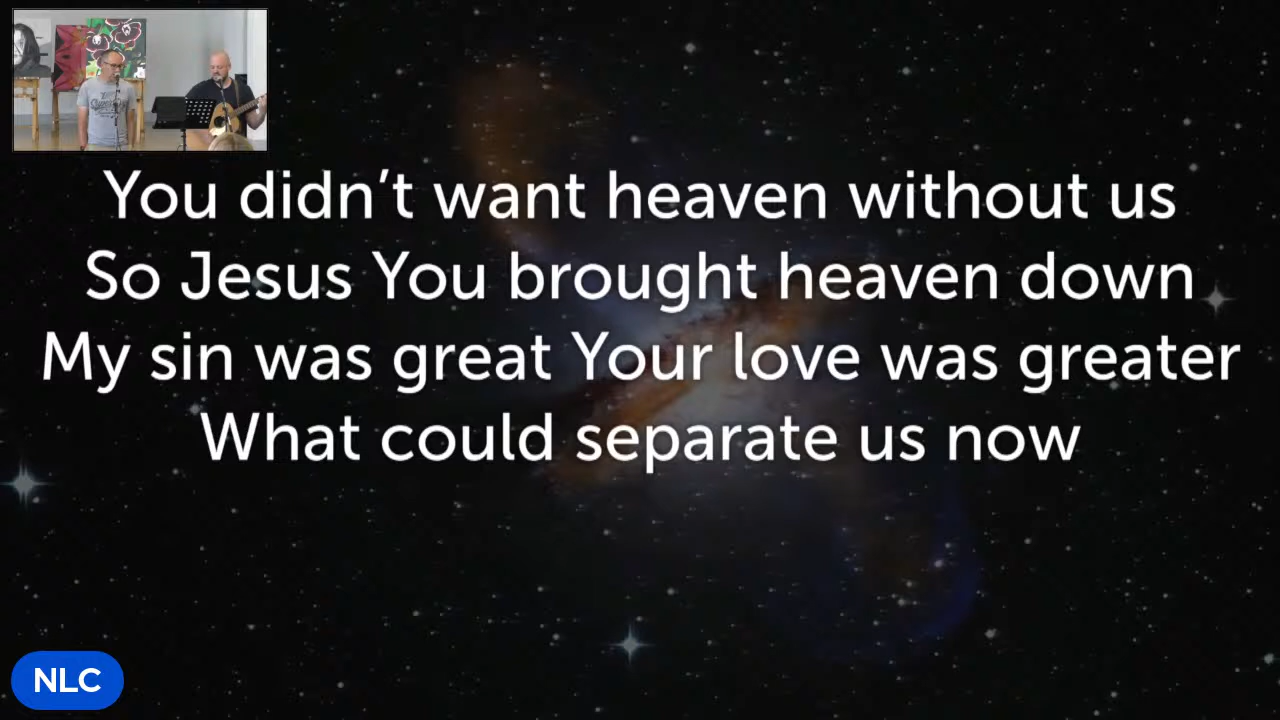 You didn’t want heaven without us
So Jesus You brought heaven down
My sin was great Your love was greater
What could separate us now
NLC